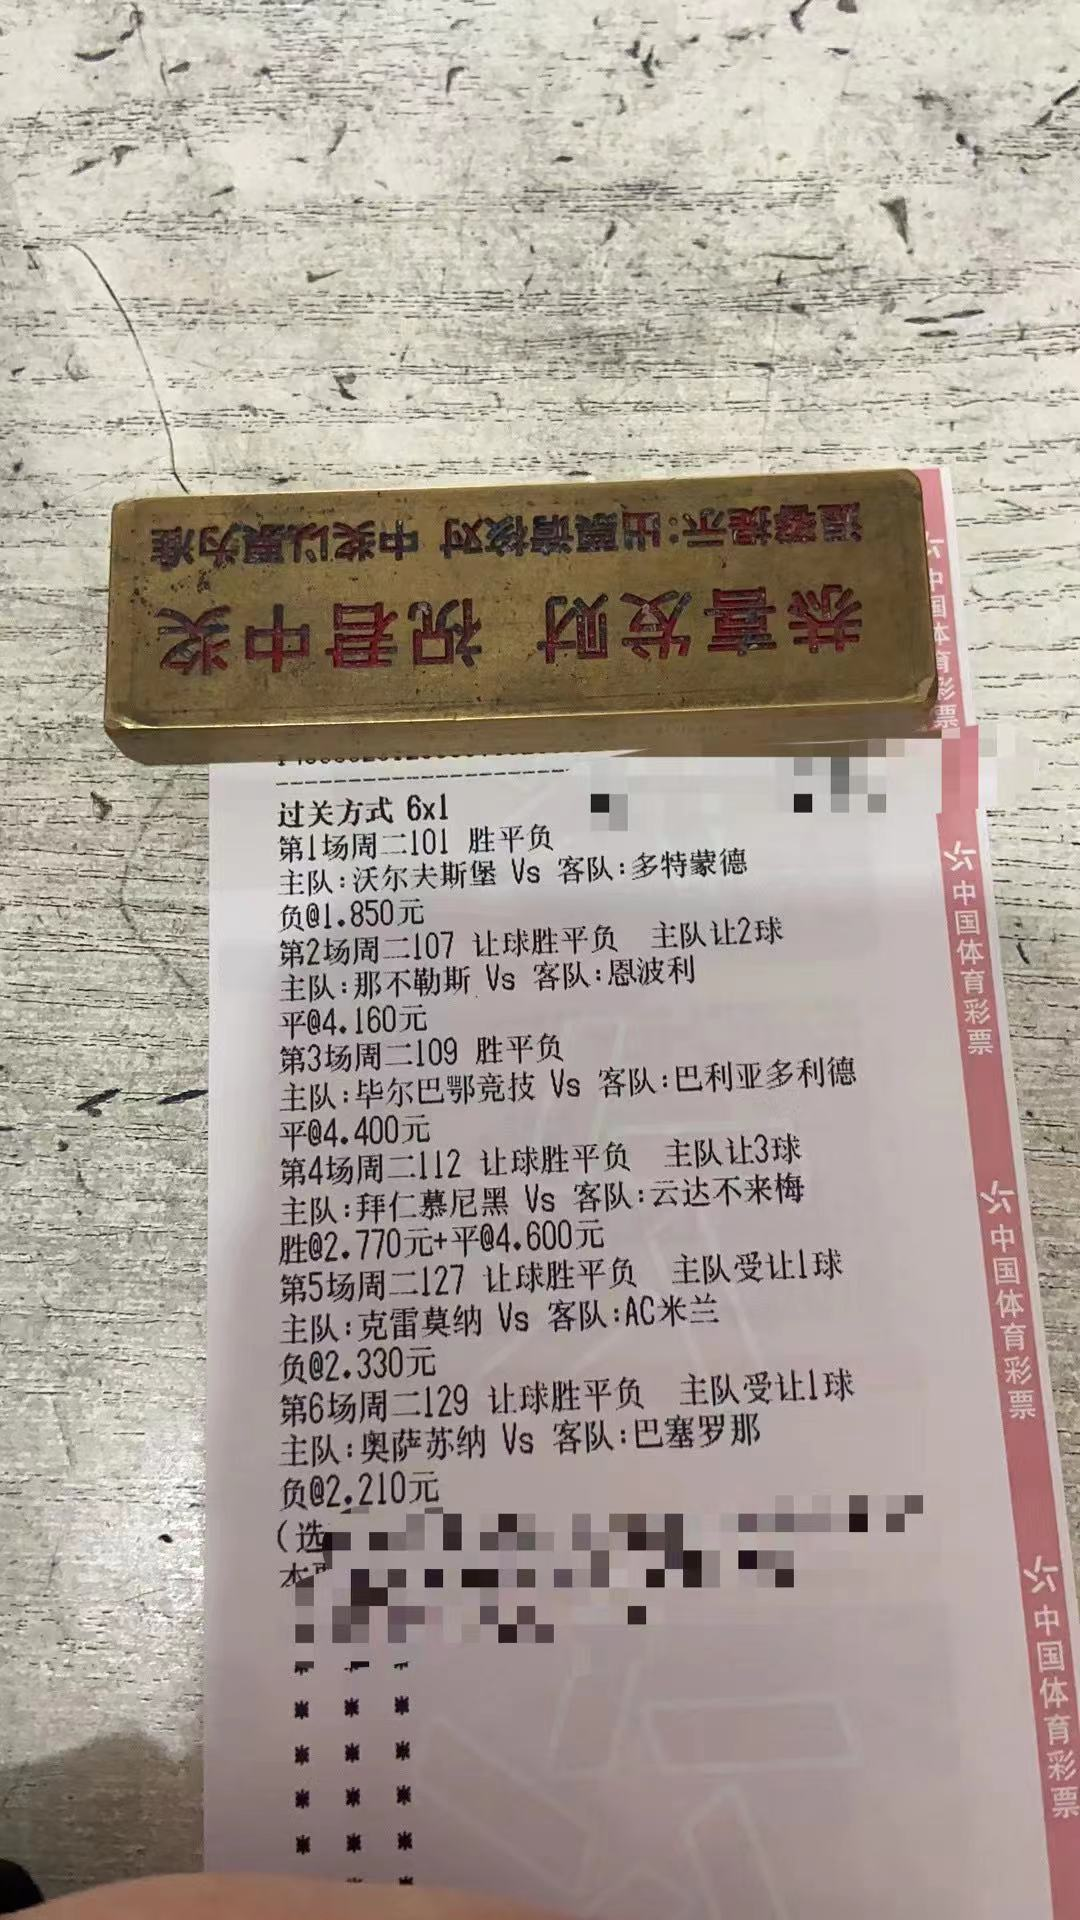 温馨提示:出票请核对 中奖以票为准
恭喜发财 祝君中奖
中国体育彩票
过关方式 6x1
第1场周二101 胜平负
主队:沃尔夫斯堡 Vs 客队:多特蒙德
负@1.850元
第2场周二107 让球胜平负 主队让2球
主队:那不勒斯 Vs 客队:恩波利
平@4.160元
第3场周二109 胜平负
主队:毕尔巴鄂竞技 Vs 客队:巴利亚多利德
平@4.400元
第4场周二112 让球胜平负 主队让3球
主队:拜仁慕尼黑 Vs 客队:云达不来梅
胜@2.770元+平@4.600元
第5场周二127 让球胜平负 主队受让1球
主队:克雷莫纳 Vs 客队:AC米兰
负@2.330元
第6场周二129 让球胜平负 主队受让1球
主队:奥萨苏纳 Vs 客队:巴塞罗那
负@2.210元
(选
中国体育彩票
中国体育彩票
中国体育彩票